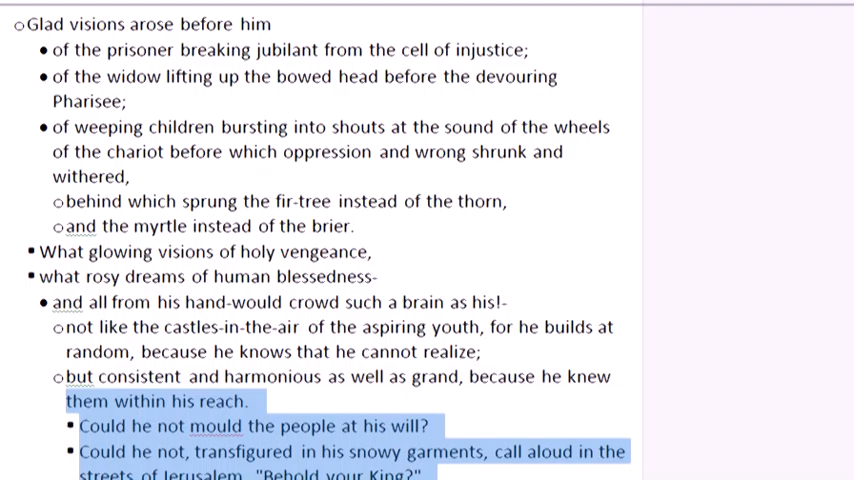 ○Glad visions arose before him
●of the prisoner breaking jubilant from the cell of injustice;
●of the widow lifting up the bowed head before the devouring
Pharisee;
●of weeping children bursting into shouts at the sound of the wheels
of the chariot before which oppression and wrong shrunk and
withered,
○behind which sprung the fir-tree instead of the thorn,
○and the myrtle instead of the brier.
▪What glowing visions of holy vengeance,
▪what rosy dreams of human blessedness-
●and all from his hand-would crowd such a brain as his!-
○not like the castles-in-the-air of the aspiring youth, for he builds at
random, because he knows that he cannot realize;
○but consistent and harmonious as well as grand, because he knew
them within his reach.
▪Could he not mould the people at his will?
▪Could he not, transfigured in his snowy garments, call aloud in the
streets of Jerusalem, "Behold your King?"